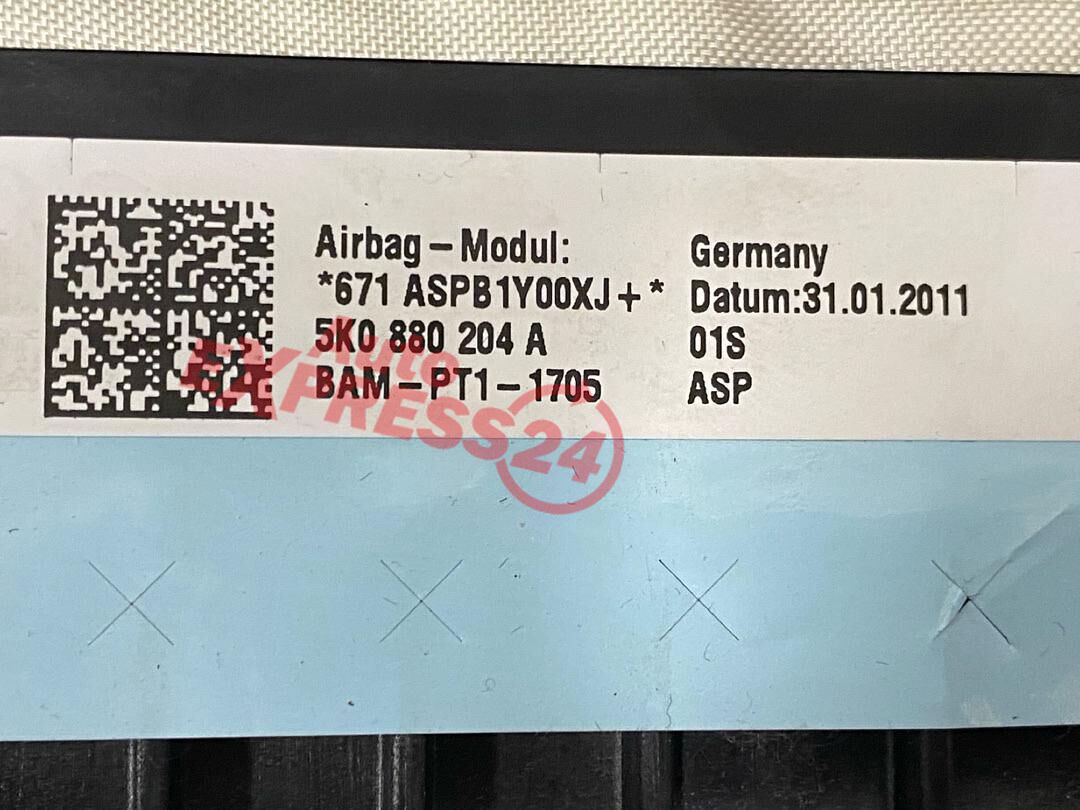 Airbag – Modul:
*671 ASPB1Y00XJ+*
5K0 880 204 A
BAM–PT1–1705
Germany
Datum:31.01.2011
01S
ASP
Auto
EXPRESS24